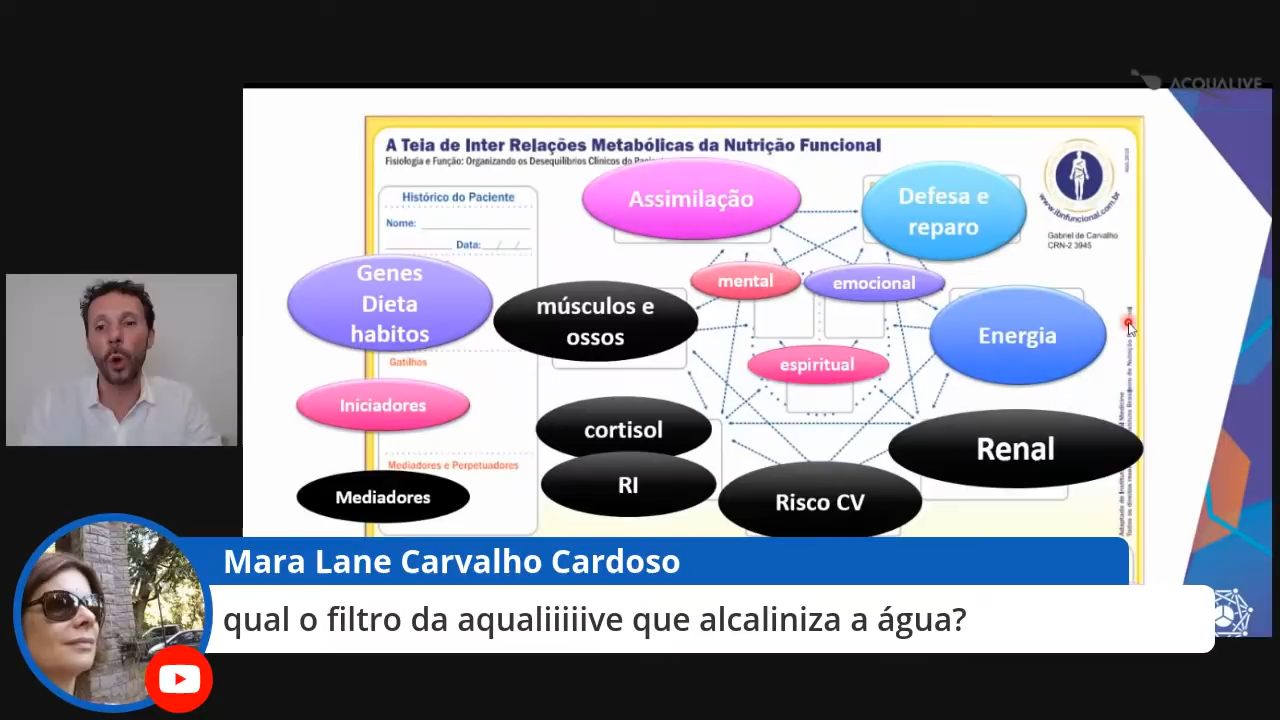 ACQUALIVE
A Teia de Inter Relações Metabólicas da Nutrição Funcional
Fisiologia e Função: Organizando os Desequilíbrios Clínicos do
Histórico do Paciente
Nome:
Data: / /
Assimilação
Defesa e
reparo
www.ibnfuncional.com.br
Gabriel de Carvalho
CRN-2 3945
Genes
Dieta
habitos
músculos e
ossos
mental
emocional
Energia
espiritual
Gatilhos
Iniciadores
cortisol
RI
Renal
Risco CV
Mediadores e Perpetuadores
Mediadores
Mara Lane Carvalho Cardoso
qual o filtro da aqualiiiiive que alcaliniza a água?